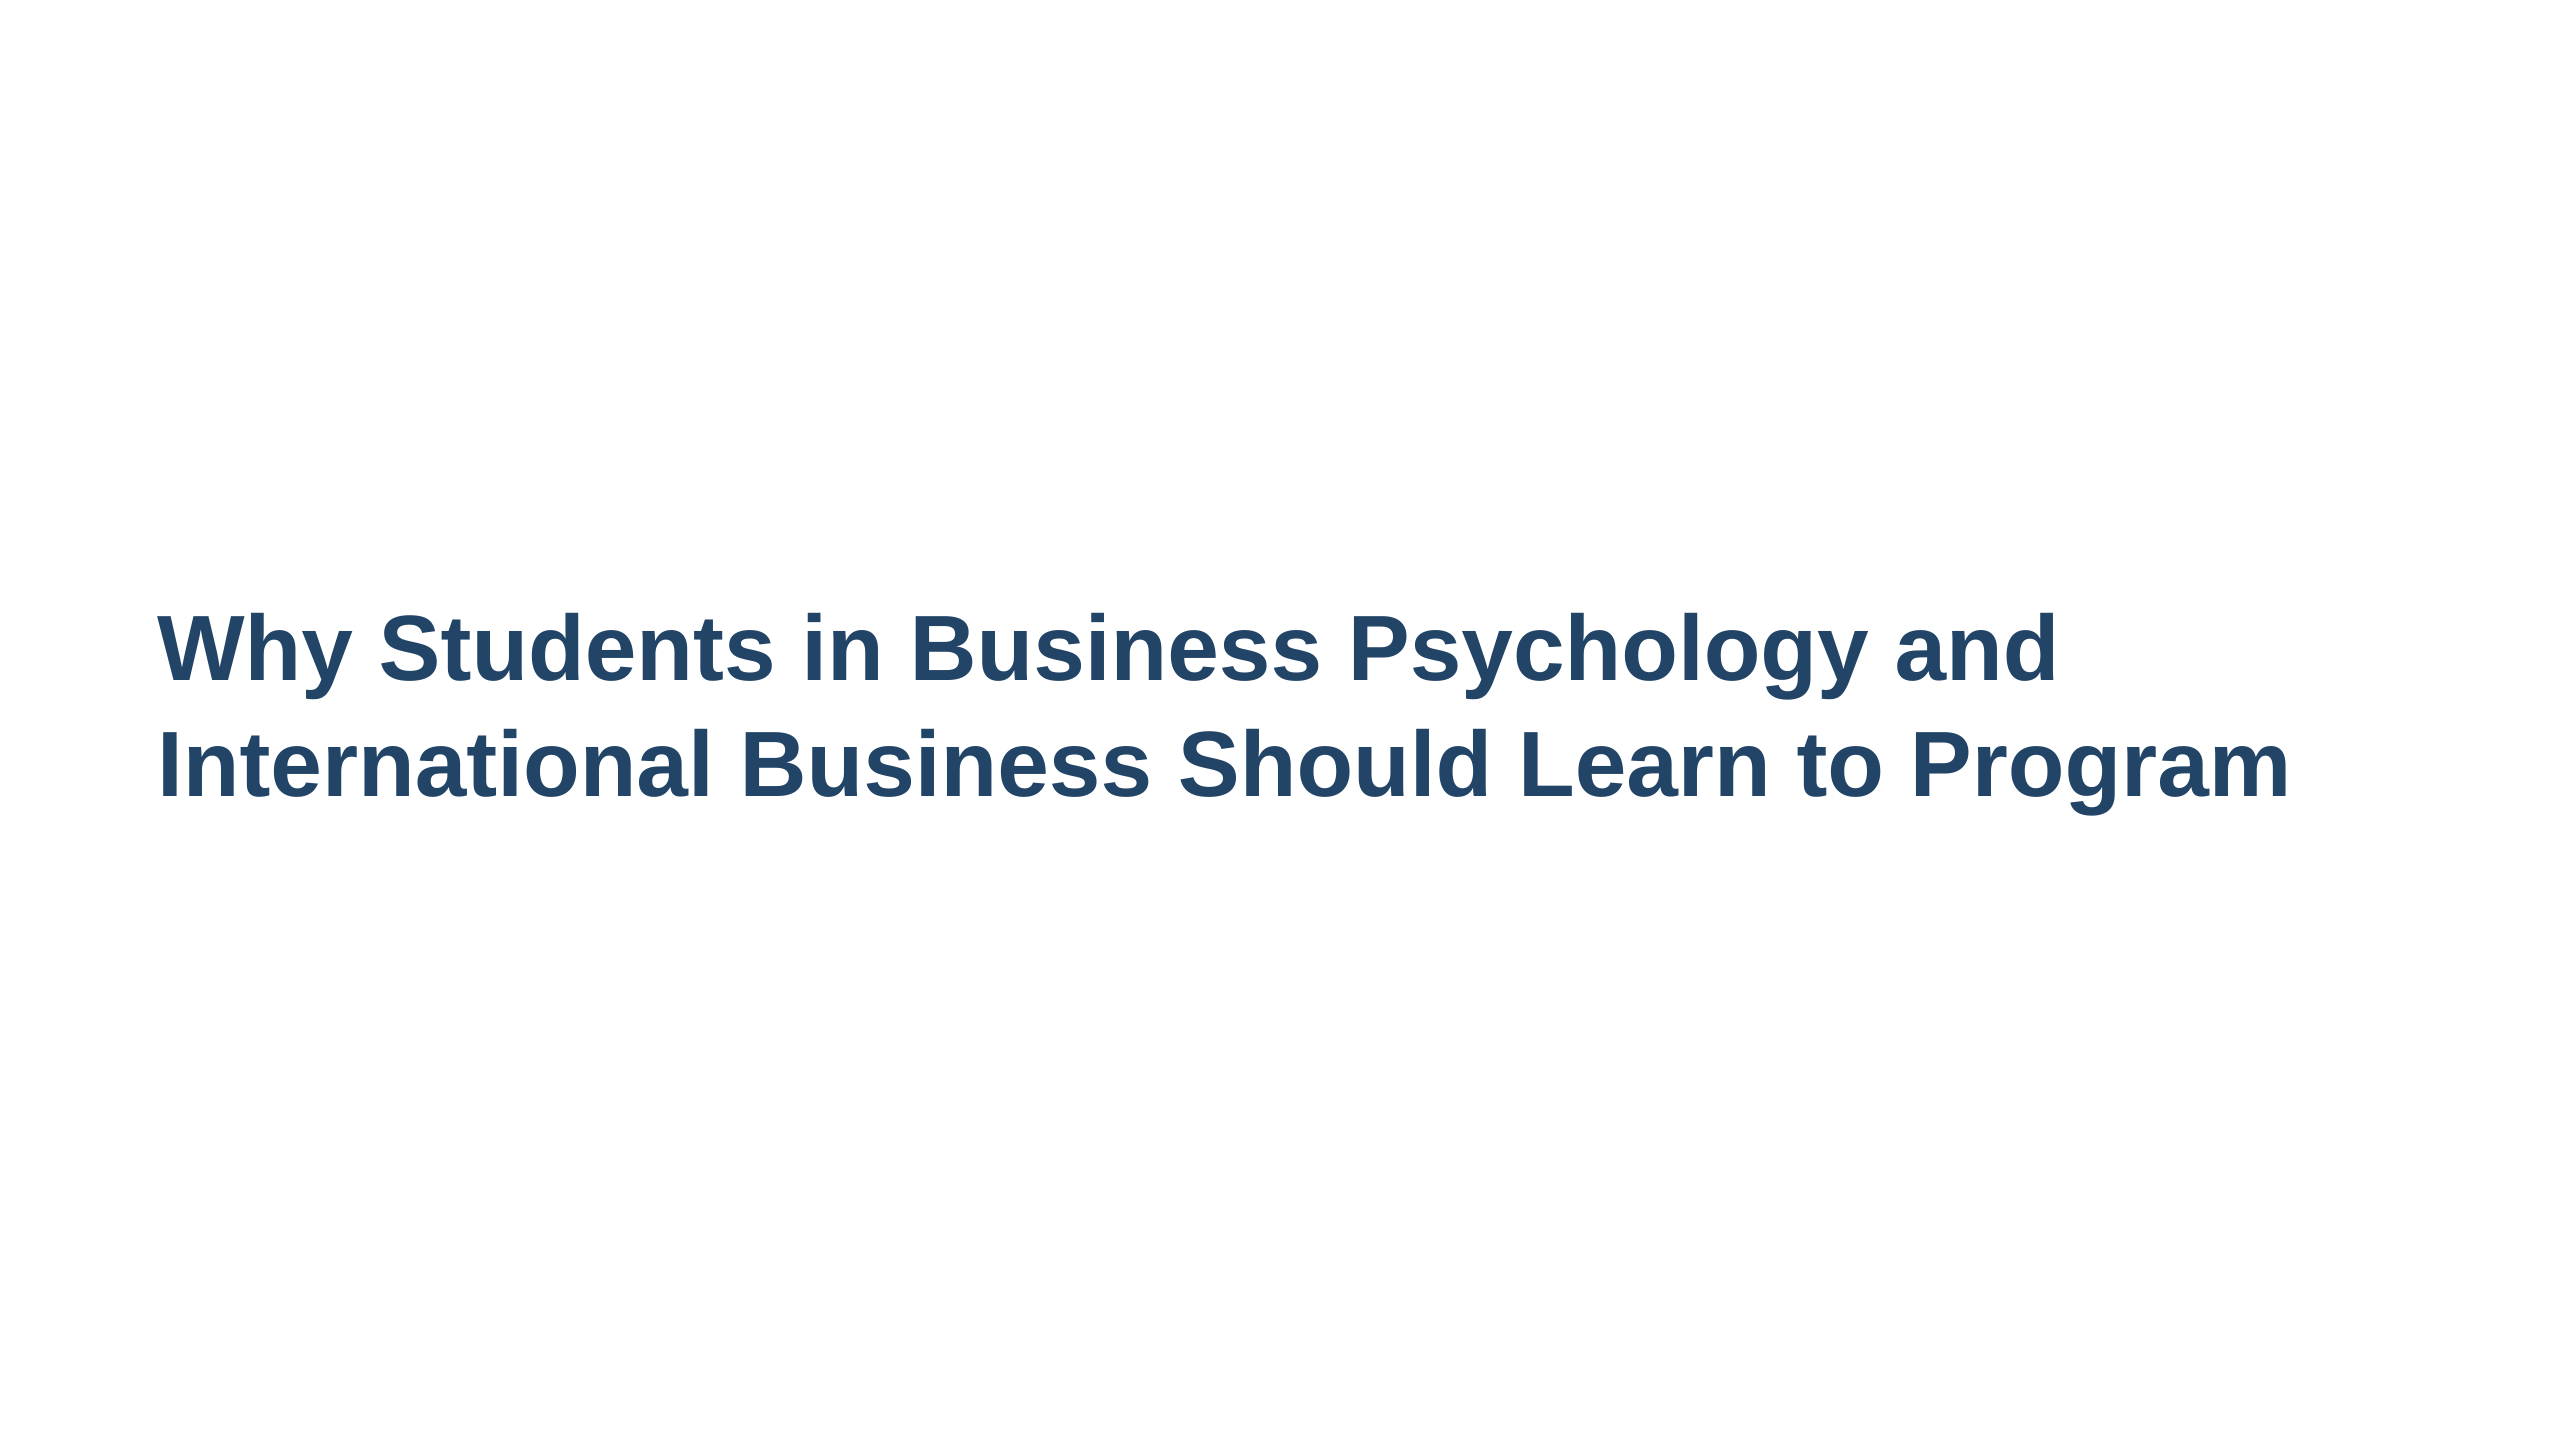 Why Students in Business Psychology and
International Business Should Learn to Program